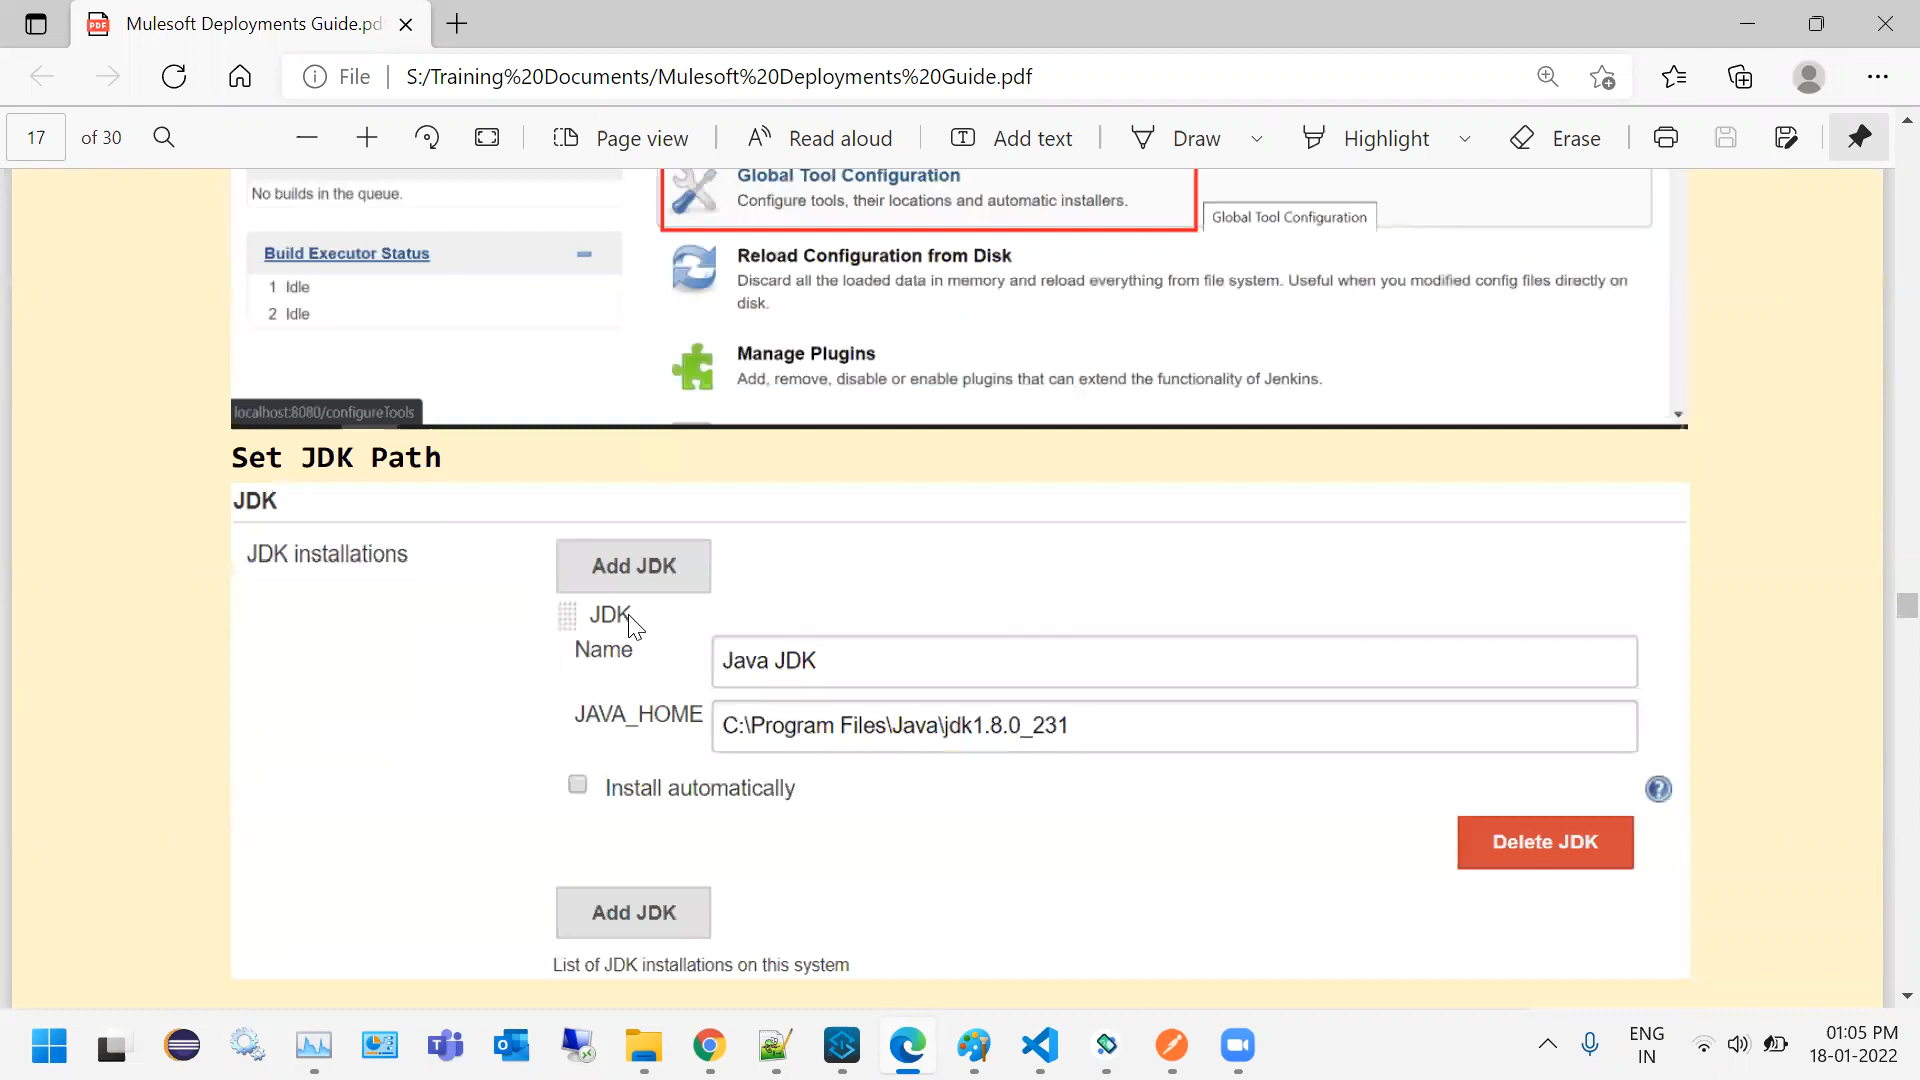 Mulesoft Deployments Guide.pd
File
S:/Training%20Documents/Mulesoft%20Deployments%20Guide.pdf
17
of 30
Page view
Read aloud
Add text
Draw
Highlight
Erase
No builds in the queue.
Global Tool Configuration
Configure tools, their locations and automatic installers.
Global Tool Configuration
Build Executor Status
1 Idle
2 Idle
Reload Configuration from Disk
Discard all the loaded data in memory and reload everything from file system. Useful when you modified config files directly on
disk.
Manage Plugins
Add, remove, disable or enable plugins that can extend the functionality of Jenkins.
localhost:8080/configureTools
Set JDK Path
JDK
JDK installations
Add JDK
JDK
Name
Java JDK
JAVA_HOME
C:\Program Files\Java\jdk1.8.0_231
Install automatically
Delete JDK
Add JDK
List of JDK installations on this system
ENG
IN
01:05 PM
18-01-2022